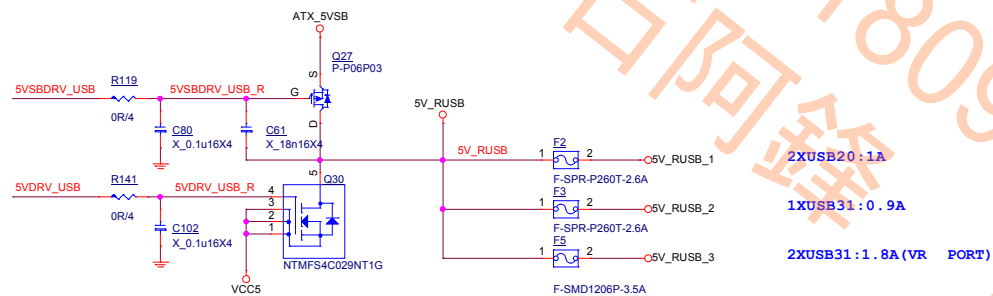 ATX_5VSB
Q27
P-P06P03
S
G
D
5VSBDRV_USB
R119
0R/4
5VSBDRV_USB_R
C80
X_0.1u16X4
C61
X_18n16X4
5V_RUSB
5V_RUSB
F2
1 2
5V_RUSB_1
F-SPR-P260T-2.6A
2XUSB20:1A
F3
1 2
5V_RUSB_2
F-SPR-P260T-2.6A
1XUSB31:0.9A
F5
1 2
5V_RUSB_3
F-SMD1206P-3.5A
2XUSB31:1.8A(VR PORT)
5VDRV_USB
R141
0R/4
5VDRV_USB_R
C102
X_0.1u16X4
Q30
5
4
3
2
1
NTMFS4C029NT1G
VCC5
阿鋒
1809